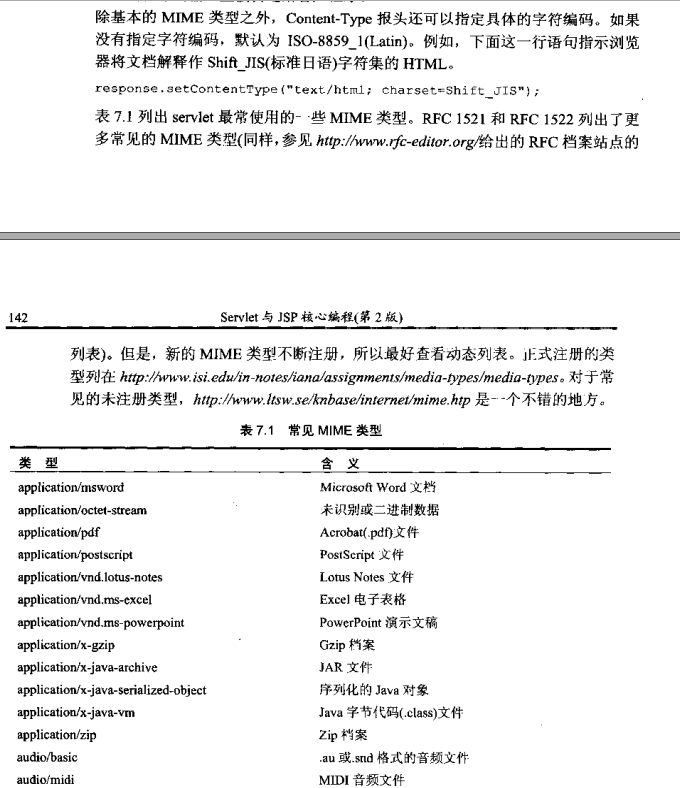 除基本的 MIME 类型之外，Content-Type 报头还可以指定具体的字符编码。如果
没有指定字符编码，默认为 ISO-8859_1(Latin)。例如，下面这一行语句指示浏览
器将文档解释作 Shift_JIS(标准日语)字符集的 HTML。
response.setContentType("text/html; charset=Shift_JIS");
表 7.1 列出 servlet 最常使用的一些 MIME 类型。RFC 1521 和 RFC 1522 列出了更
多常见的 MIME 类型(同样，参见 http://www.rfc-editor.org/给出的 RFC 档案站点的
142 Servlet 与 JSP 核心编程(第 2 版)
列表)。但是，新的 MIME 类型不断注册，所以最好查看动态列表。正式注册的类
型列在 http://www.isi.edu/in-notes/iana/assignments/media-types/media-types。对于常
见的未注册类型，http://www.ltsw.se/knbase/internet/mime.htp 是一个不错的地方。
表 7.1 常见 MIME 类型
类 型 含 义
application/msword Microsoft Word 文档
application/octet-stream 未识别或二进制数据
application/pdf Acrobat(.pdf)文件
application/postscript PostScript 文件
application/vnd.lotus-notes Lotus Notes 文件
application/vnd.ms-excel Excel 电子表格
application/vnd.ms-powerpoint PowerPoint 演示文稿
application/x-gzip Gzip 档案
application/x-java-archive JAR 文件
application/x-java-serialized-object 序列化的 Java 对象
application/x-java-vm Java 字节代码(.class)文件
application/zip Zip 档案
audio/basic .au 或.snd 格式的音频文件
audio/midi MIDI 音频文件